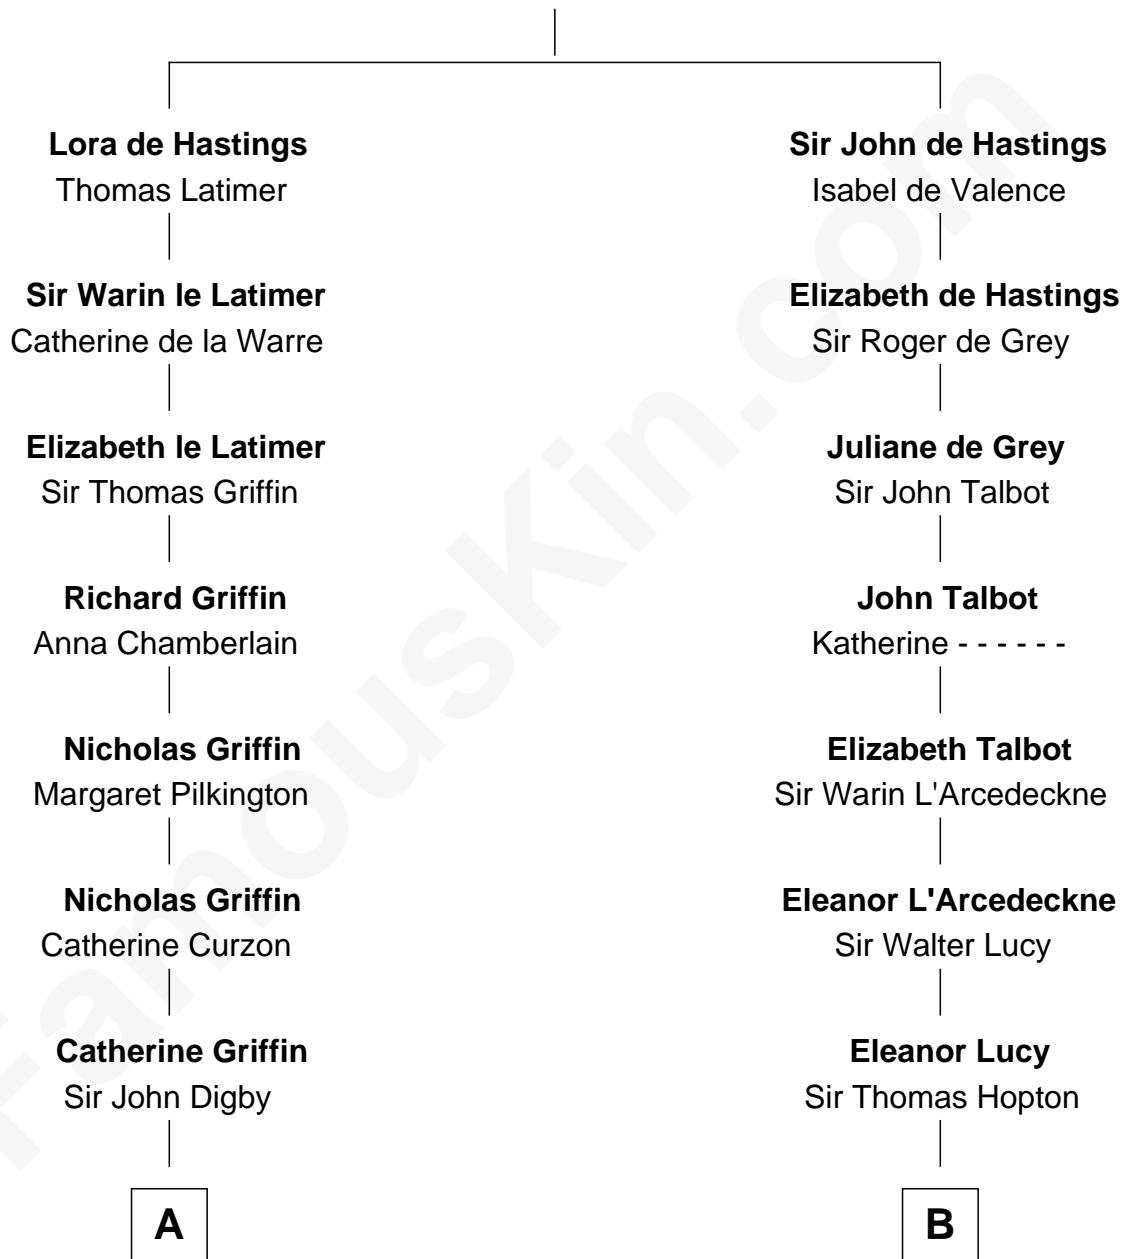 Lora de Hastings
Thomas Latimer
Sir Warin le Latimer
Catherine de la Warre
Elizabeth le Latimer
Sir Thomas Griffin
Richard Griffin
Anna Chamberlain
Nicholas Griffin
Margaret Pilkington
Nicholas Griffin
Catherine Curzon
Catherine Griffin
Sir John Digby
A
Sir John de Hastings
Isabel de Valence
Elizabeth de Hastings
Sir Roger de Grey
Juliane de Grey
Sir John Talbot
John Talbot
Katherine - - - - - -
Elizabeth Talbot
Sir Warin L'Arcedeckne
Eleanor L'Arcedeckne
Sir Walter Lucy
Eleanor Lucy
Sir Thomas Hopton
B
FamousKin.com